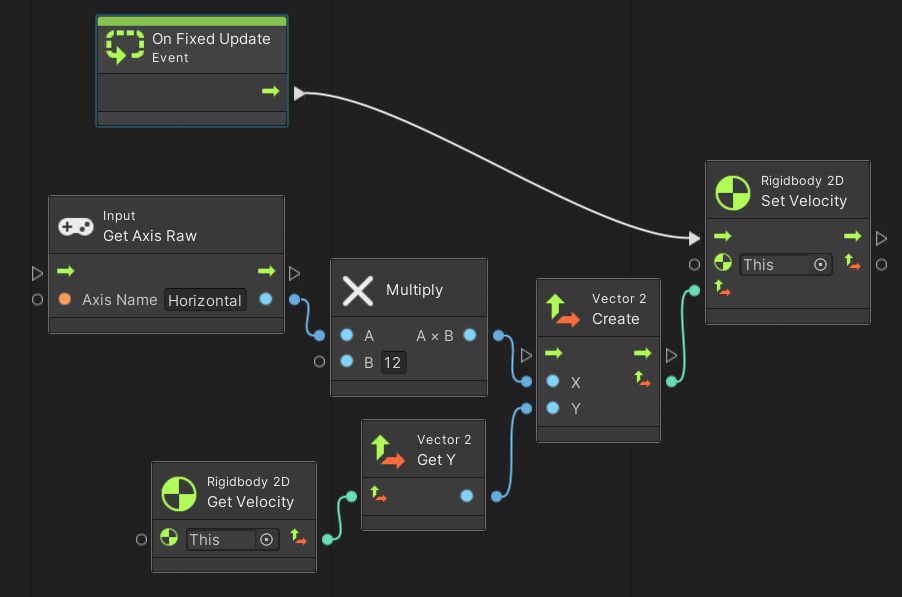 On Fixed Update
Event
Rigidbody 2D
Set Velocity
This
Input
Get Axis Raw
Axis Name Horizontal
Multiply
A A × B
B 12
Vector 2
Create
X
Y
Vector 2
Get Y
Rigidbody 2D
Get Velocity
This